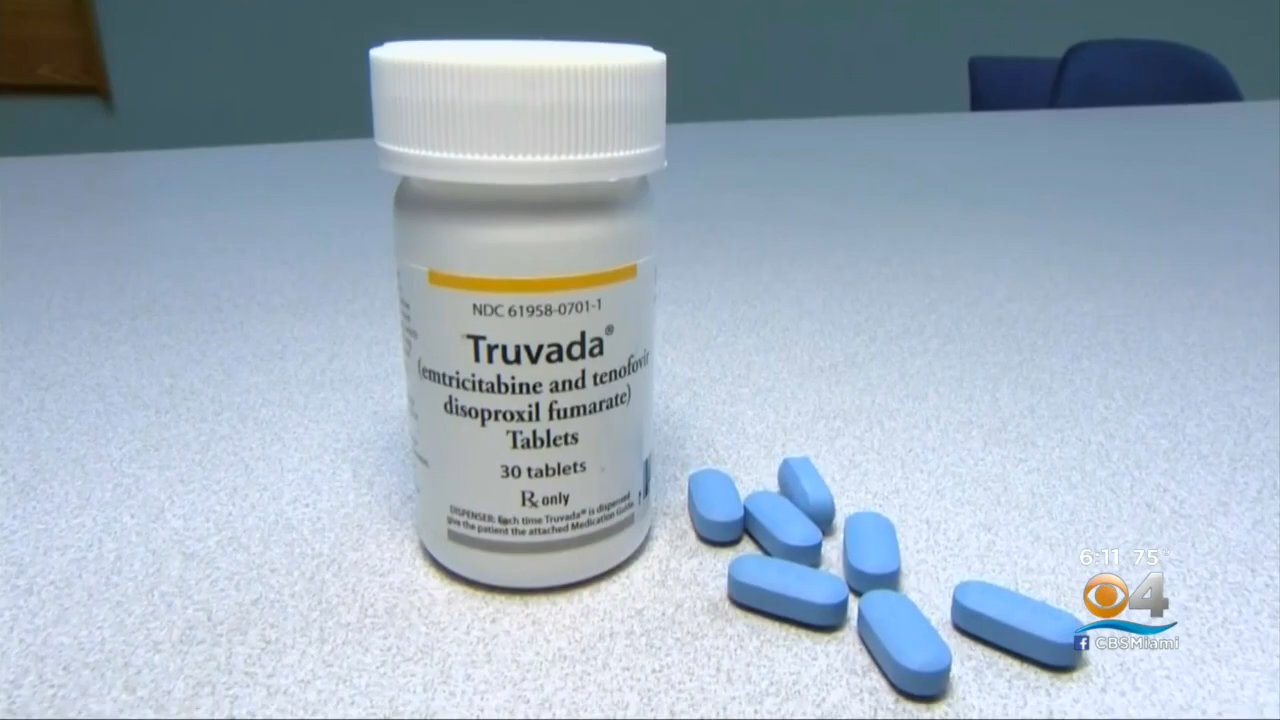 NDC 61958-0701-1
Truvada®
(emtricitabine and tenofovir
disoproxil fumarate)
Tablets
30 tablets
Rx only
DISPENSER: Each time Truvada® is dispensed
give the patient the attached Medication Guide
6:11 75
4
f CBSMiami